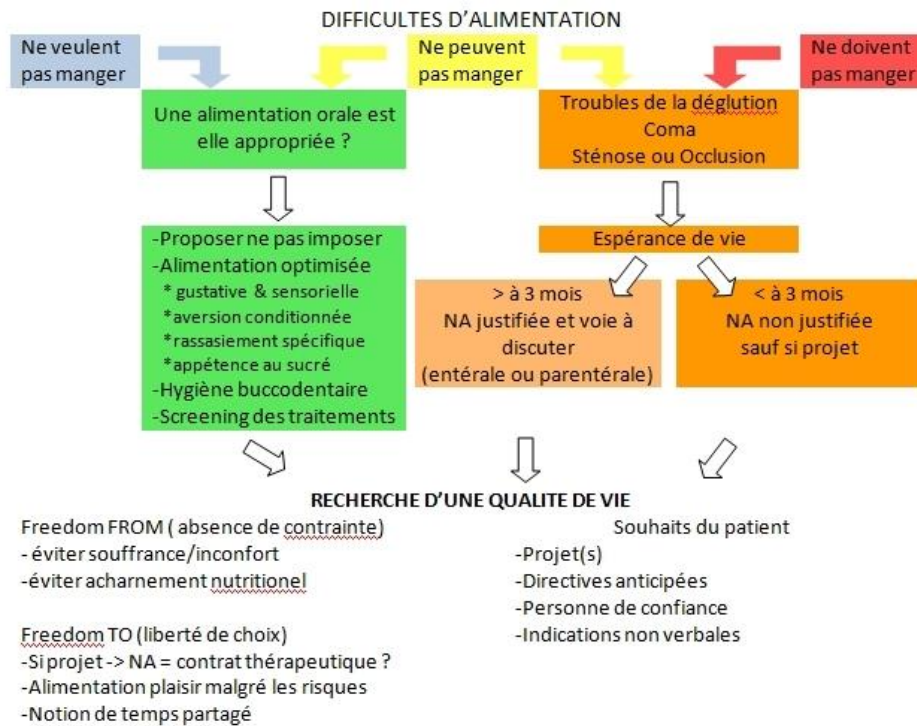 DIFFICULTES D'ALIMENTATION
Ne veulent
pas manger
Ne peuvent
pas manger
Ne doivent
pas manger
Une alimentation orale est
elle appropriée ?
Troubles de la déglution
Coma
Sténose ou Occlusion
-Proposer ne pas imposer
-Alimentation optimisée
* gustative & sensorielle
*aversion conditionnée
*rassasiement spécifique
*appétence au sucré
-Hygiène buccodentaire
-Screening des traitements
Espérance de vie
> à 3 mois
NA justifiée et voie à
discuter
(entérale ou parentérale)
< à 3 mois
NA non justifiée
sauf si projet
RECHERCHE D'UNE QUALITE DE VIE
Freedom FROM ( absence de contrainte)
- éviter souffrance/inconfort
-éviter acharnement nutritionel
Freedom TO (liberté de choix)
-Si projet -> NA = contrat thérapeutique ?
-Alimentation plaisir malgré les risques
-Notion de temps partagé
Souhaits du patient
-Projet(s)
-Directives anticipées
-Personne de confiance
-Indications non verbales